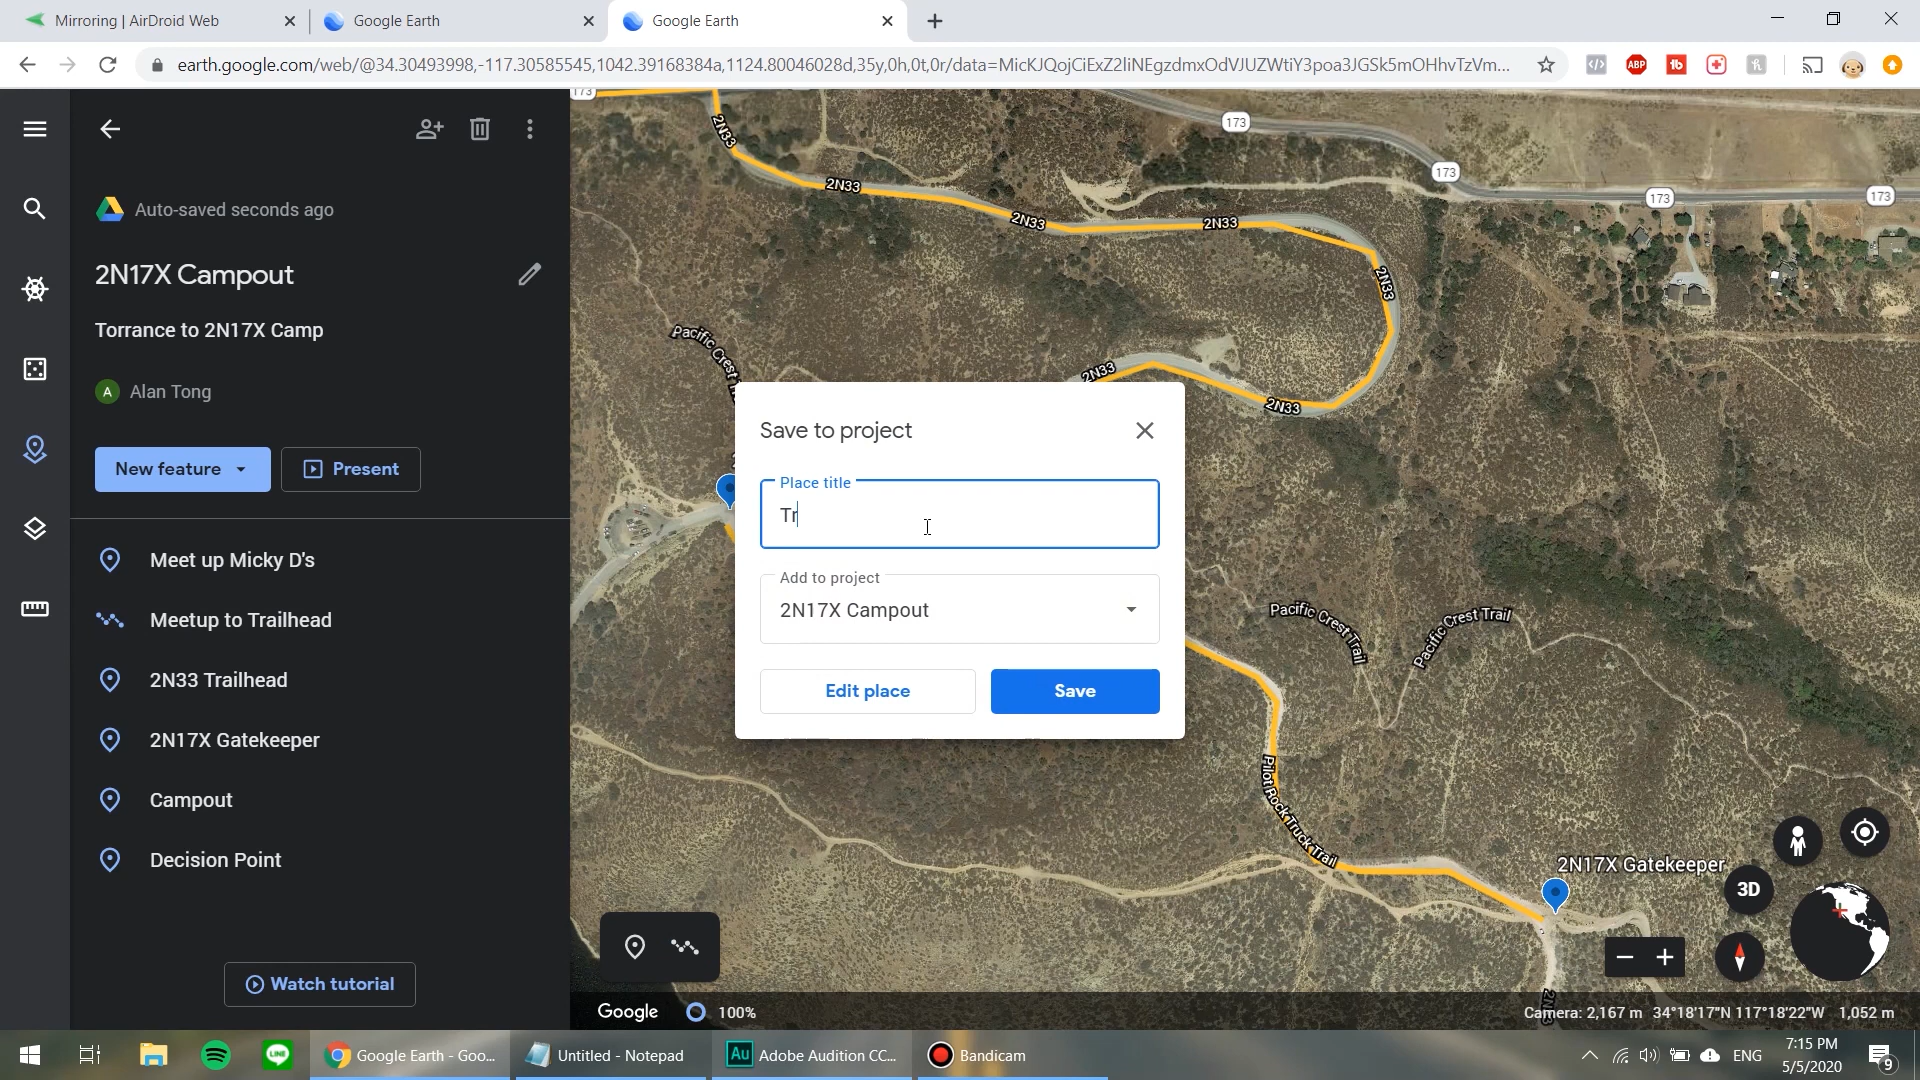 Mirroring | AirDroid Web
Google Earth
Google Earth
earth.google.com/web/@34.30493998,-117.30585545,1042.39168384a,1124.80046028d,35y,0h,0t,0r/data=MicKJQojCiExZ2liNEgzdmxOdVJUZWtiY3poa3JGSk5mOHhvTzVm...
ABP
Auto-saved seconds ago
2N17X Campout
Torrance to 2N17X Camp
A Alan Tong
New feature
Present
Meet up Micky D's
Meetup to Trailhead
2N33 Trailhead
2N17X Gatekeeper
Campout
Decision Point
Watch tutorial
173
173
173
173
173
2N33
2N33
2N33
2N33
2N33
2N33
2N33
Pacific Crest
Save to project
Place title
Tr
Add to project
2N17X Campout
Edit place
Save
Pacific Crest Trail
Pacific Crest Trail
Pilot Rock Truck Trail
2N17X Gatekeeper
3D
Google
100%
Camera: 2,167 m 34°18'17"N 117°18'22"W 1,052 m
LINE
Google Earth - Goo...
Untitled - Notepad
Au
Adobe Audition CC...
Bandicam
ENG
7:15 PM
5/5/2020
9